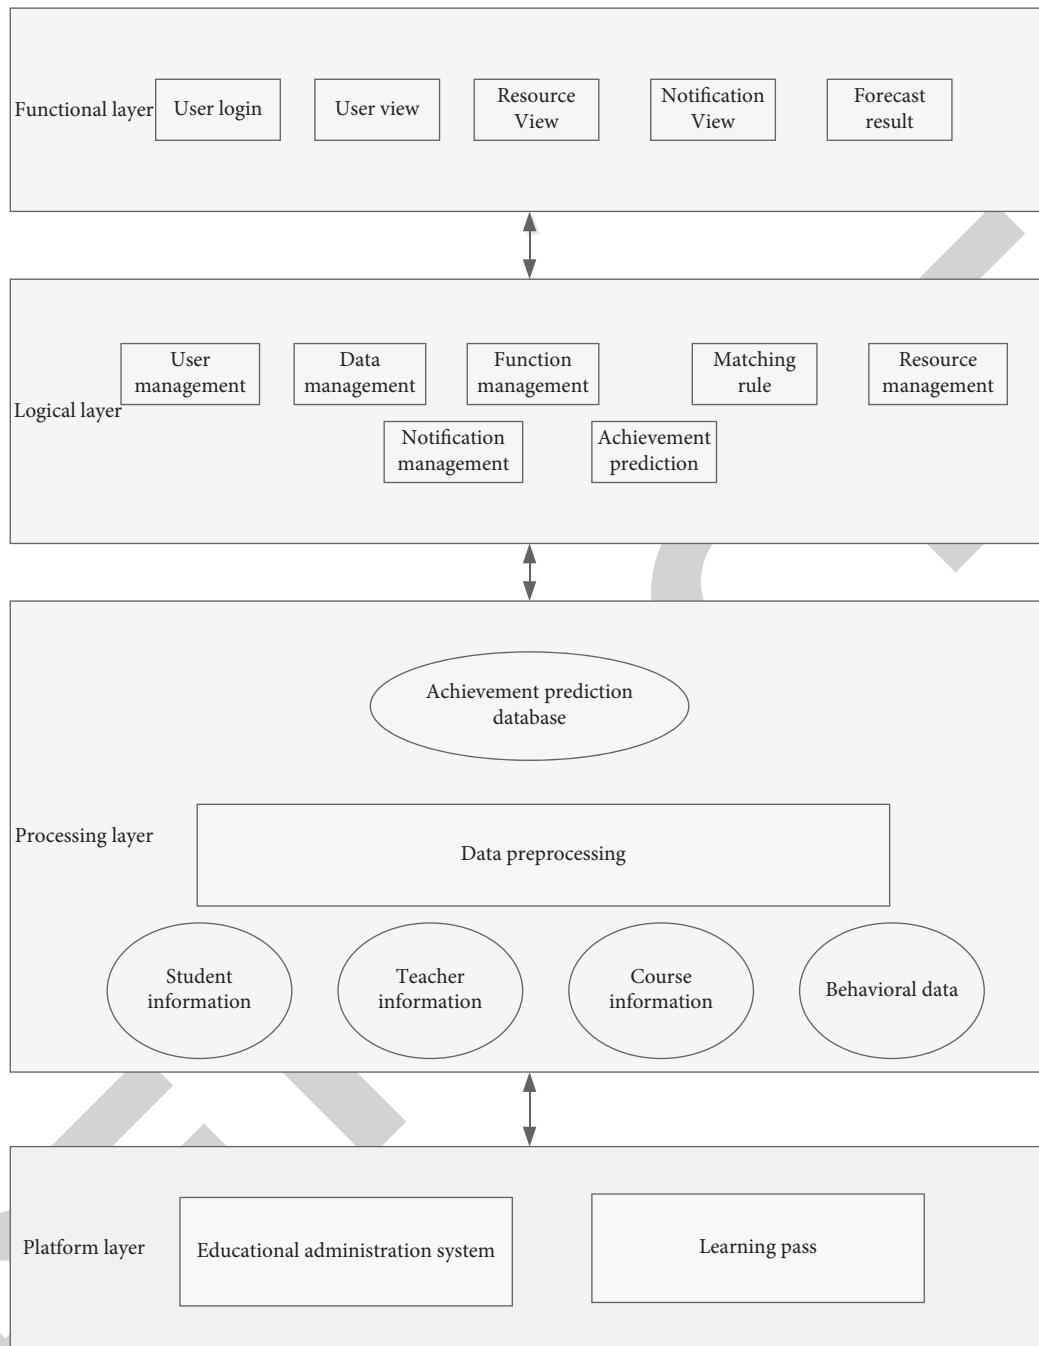 Functional layer
User login
User view
Resource
View
Notification
View
Forecast
result
Logical layer
User
management
Data
management
Function
management
Matching
rule
Resource
management
Notification
management
Achievement
prediction
Processing layer
Achievement prediction
database
Data preprocessing
Student
information
Teacher
information
Course
information
Behavioral data
Platform layer
Educational administration system
Learning pass